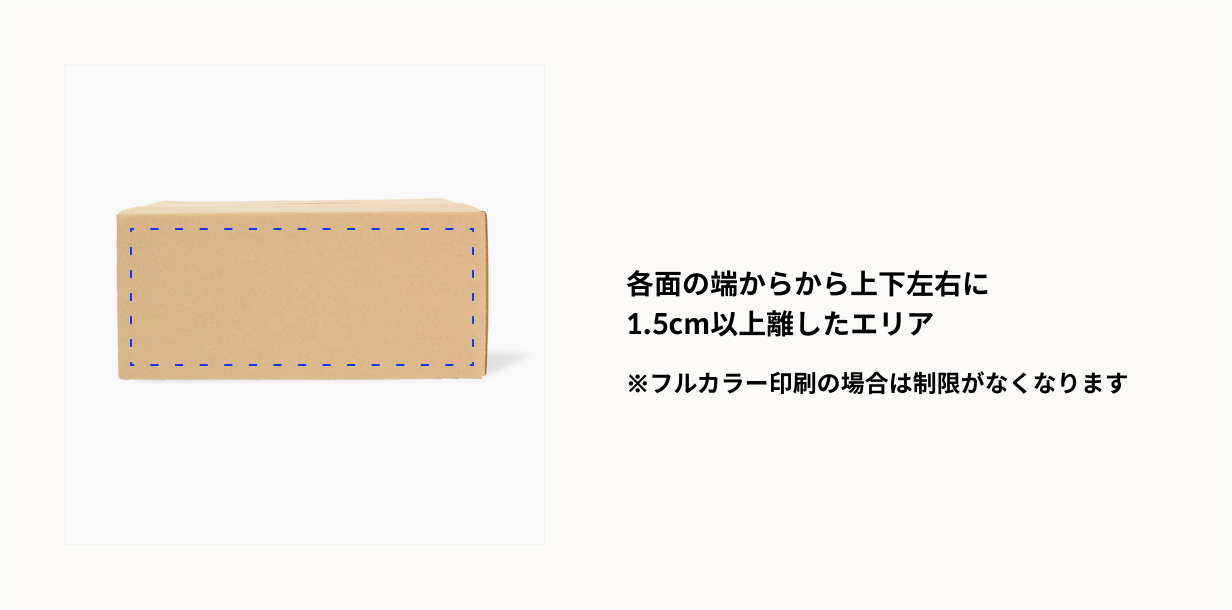 各面の端からから上下左右に
1.5cm以上離したエリア
※フルカラー印刷の場合は制限がなくなります